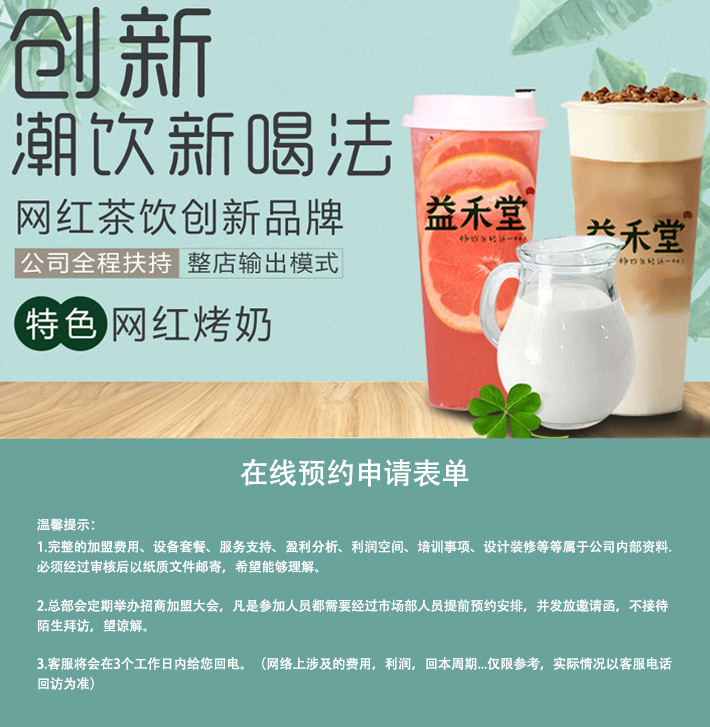 创新
潮饮新喝法
网红茶饮创新品牌
公司全程扶持 整店输出模式
特色 网红烤奶
益禾堂
益禾堂
在线预约申请表单
温馨提示：
1.完整的加盟费用、设备套餐、服务支持、盈利分析、利润空间、培训事项、设计装修等等属于公司内部资料.
必须经过审核后以纸质文件邮寄，希望能够理解。
2.总部会定期举办招商加盟大会，凡是参加人员都需要经过市场部人员提前预约安排，并发放邀请函，不接待
陌生拜访，望谅解。
3.客服将会在3个工作日内给您回电。（网络上涉及的费用，利润，回本周期...仅限参考，实际情况以客服电话
回访为准）